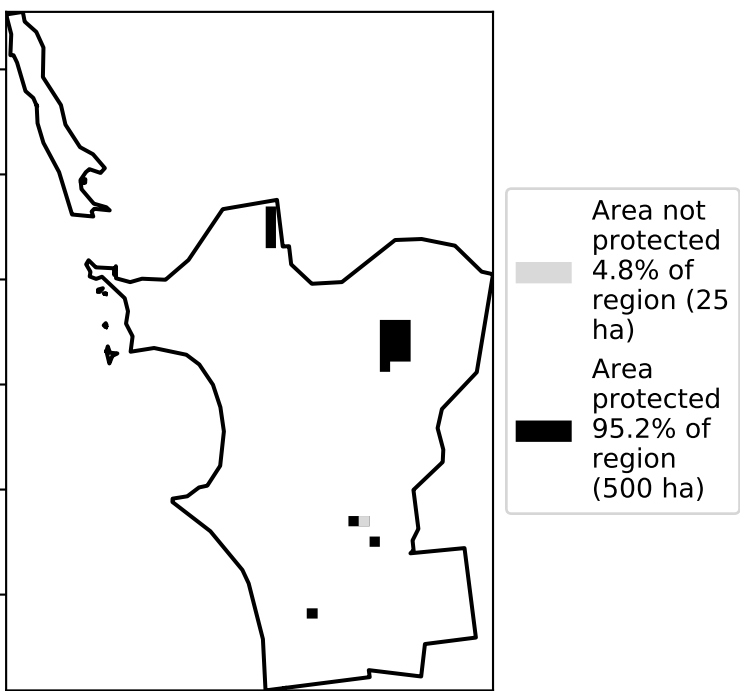 Area not
protected
4.8% of
region (25
ha)
Area
protected
95.2% of
region
(500 ha)